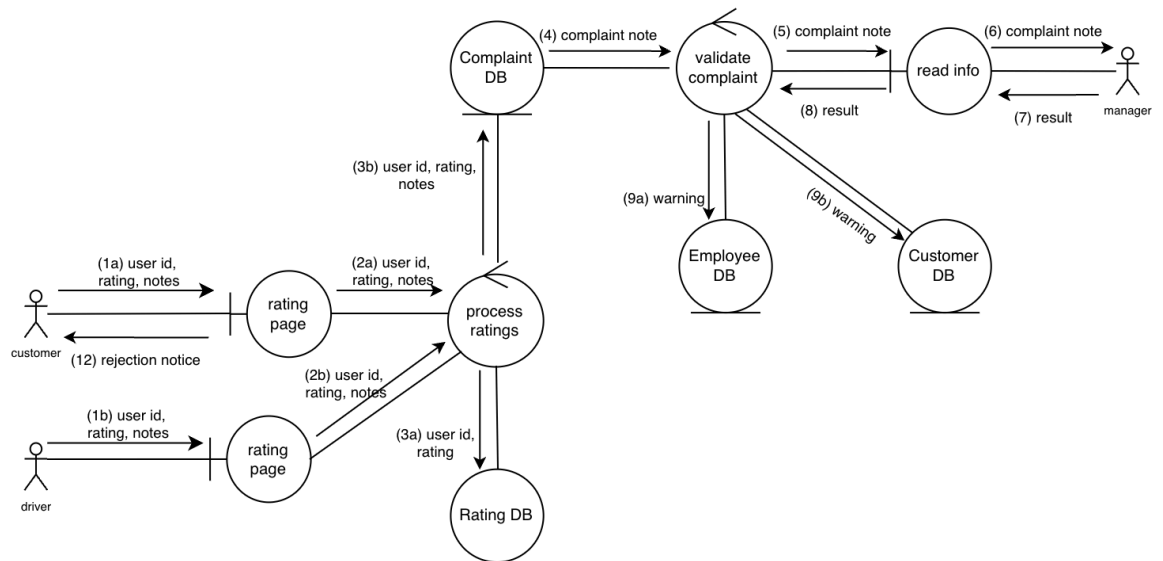 Complaint
DB
(4) complaint note
validate
complaint
(5) complaint note
(8) result
read info
(6) complaint note
(7) result
manager
(3b) user id, rating,
notes
(9a) warning
(9b) warning
Employee
DB
Customer
DB
(1a) user id,
rating, notes
(2a) user id,
rating, notes
rating
page
process
ratings
customer
(12) rejection notice
(2b) user id,
rating, notes
(1b) user id,
rating, notes
rating
page
driver
(3a) user id,
rating
Rating DB